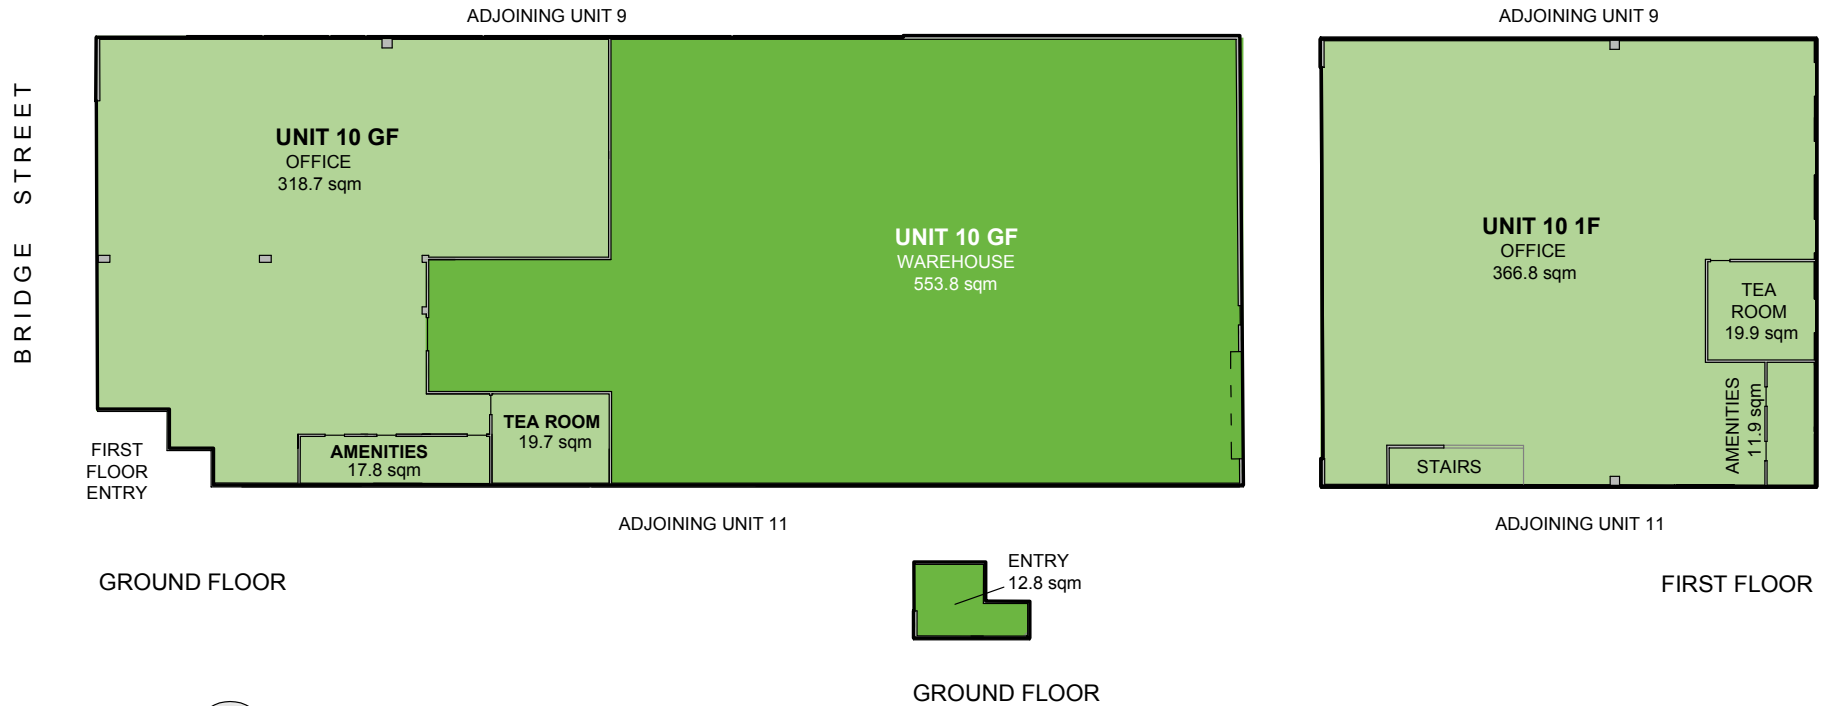 ADJOINING UNIT 9
ADJOINING UNIT 9
BRIDGE STREET
UNIT 10 GF
OFFICE
318.7 sqm
UNIT 10 GF
WAREHOUSE
553.8 sqm
UNIT 10 1F
OFFICE
366.8 sqm
TEA
ROOM
19.9 sqm
AMENITIES
11.9 sqm
STAIRS
TEA ROOM
19.7 sqm
AMENITIES
17.8 sqm
FIRST
FLOOR
ENTRY
ADJOINING UNIT 11
ADJOINING UNIT 11
GROUND FLOOR
ENTRY
12.8 sqm
FIRST FLOOR
GROUND FLOOR